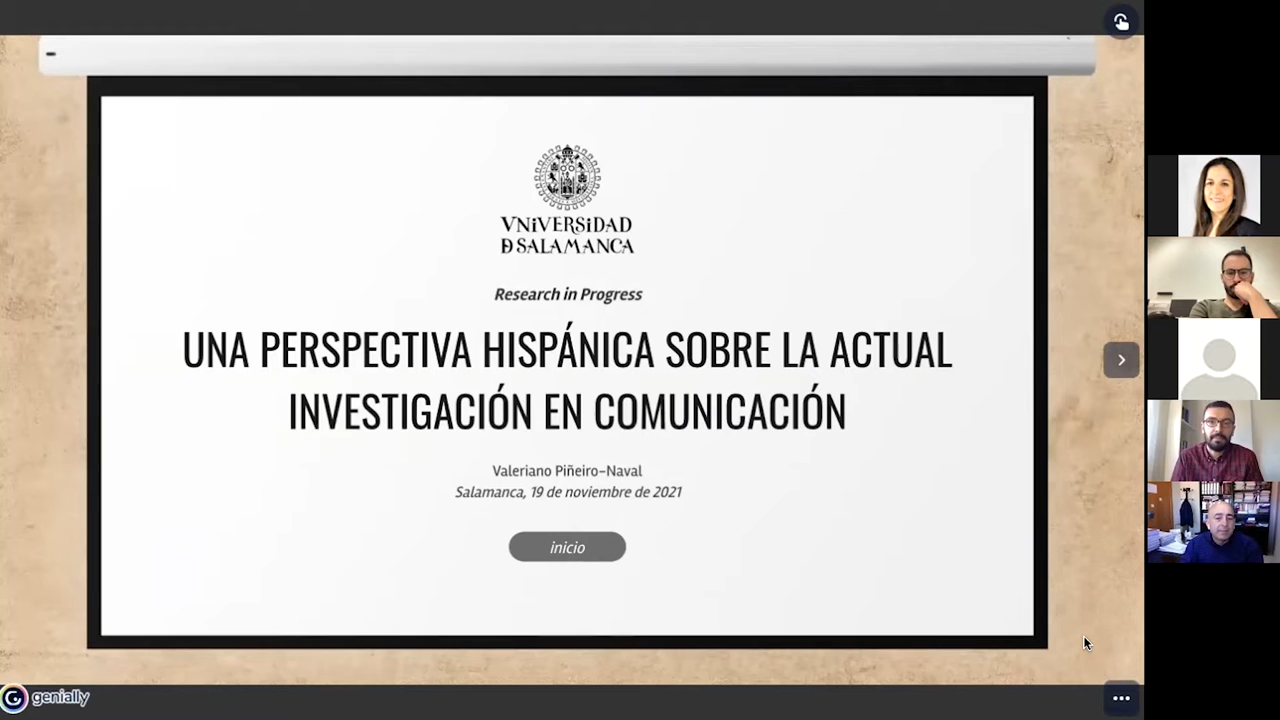 VNiVERSiDAD
Ð SALAMANCA
Research in Progress
UNA PERSPECTIVA HISPÁNICA SOBRE LA ACTUAL
INVESTIGACIÓN EN COMUNICACIÓN
Valeriano Piñeiro-Naval
Salamanca, 19 de noviembre de 2021
inicio
genially